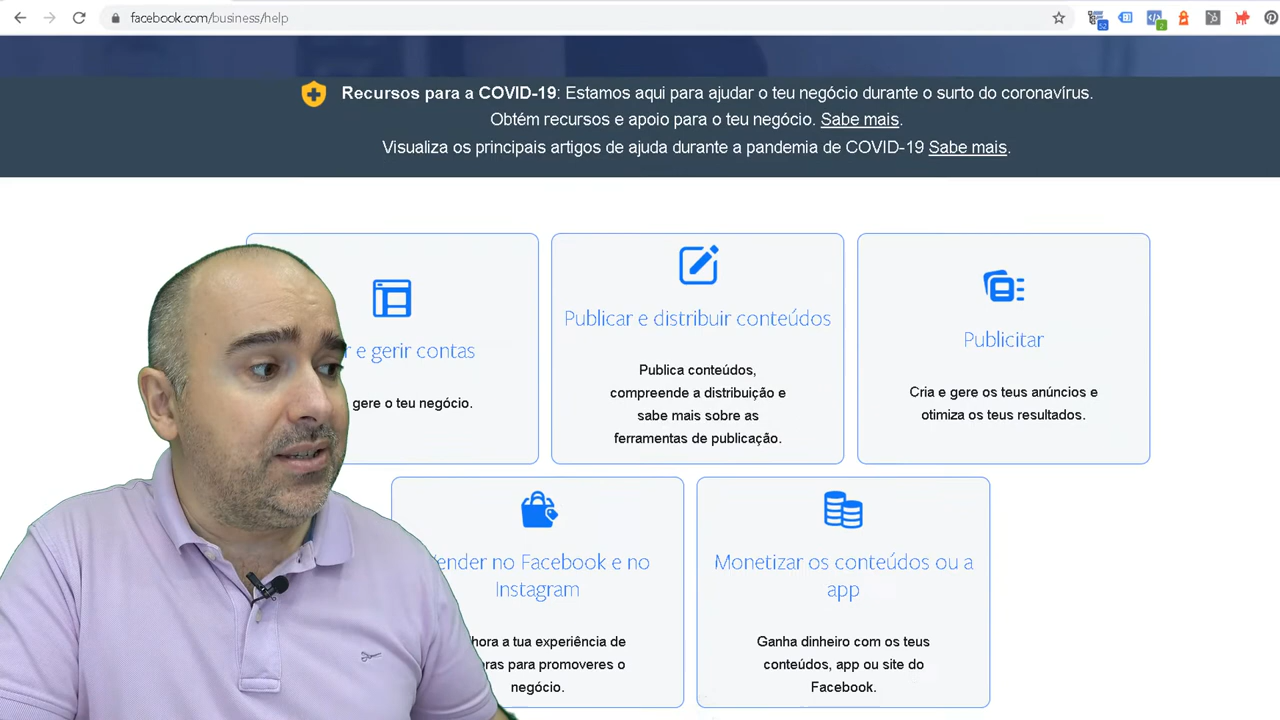 facebook.com/business/help
Recursos para a COVID-19: Estamos aqui para ajudar o teu negócio durante o surto do coronavírus.
Obtém recursos e apoio para o teu negócio. Sabe mais.
Visualiza os principais artigos de ajuda durante a pandemia de COVID-19 Sabe mais.
e gerir contas
gere o teu negócio.
Publicar e distribuir conteúdos
Publica conteúdos,
compreende a distribuição e
sabe mais sobre as
ferramentas de publicação.
Publicitar
Cria e gere os teus anúncios e
otimiza os teus resultados.
ender no Facebook e no
Instagram
hora a tua experiência de
oras para promoveres o
negócio.
Monetizar os conteúdos ou a
app
Ganha dinheiro com os teus
conteúdos, app ou site do
Facebook.